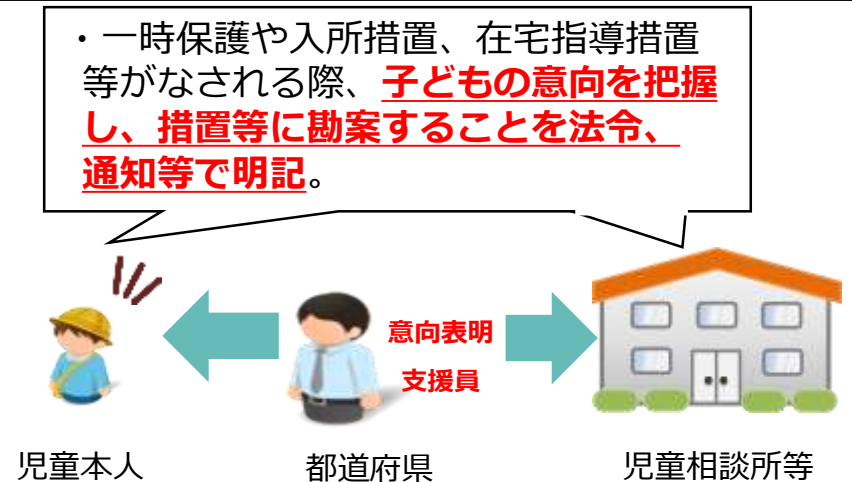 ・一時保護や入所措置、在宅指導措置
等がなされる際、子どもの意向を把握
し、措置等に勘案することを法令、
通知等で明記。
意向表明
支援員
児童本人
都道府県
児童相談所等